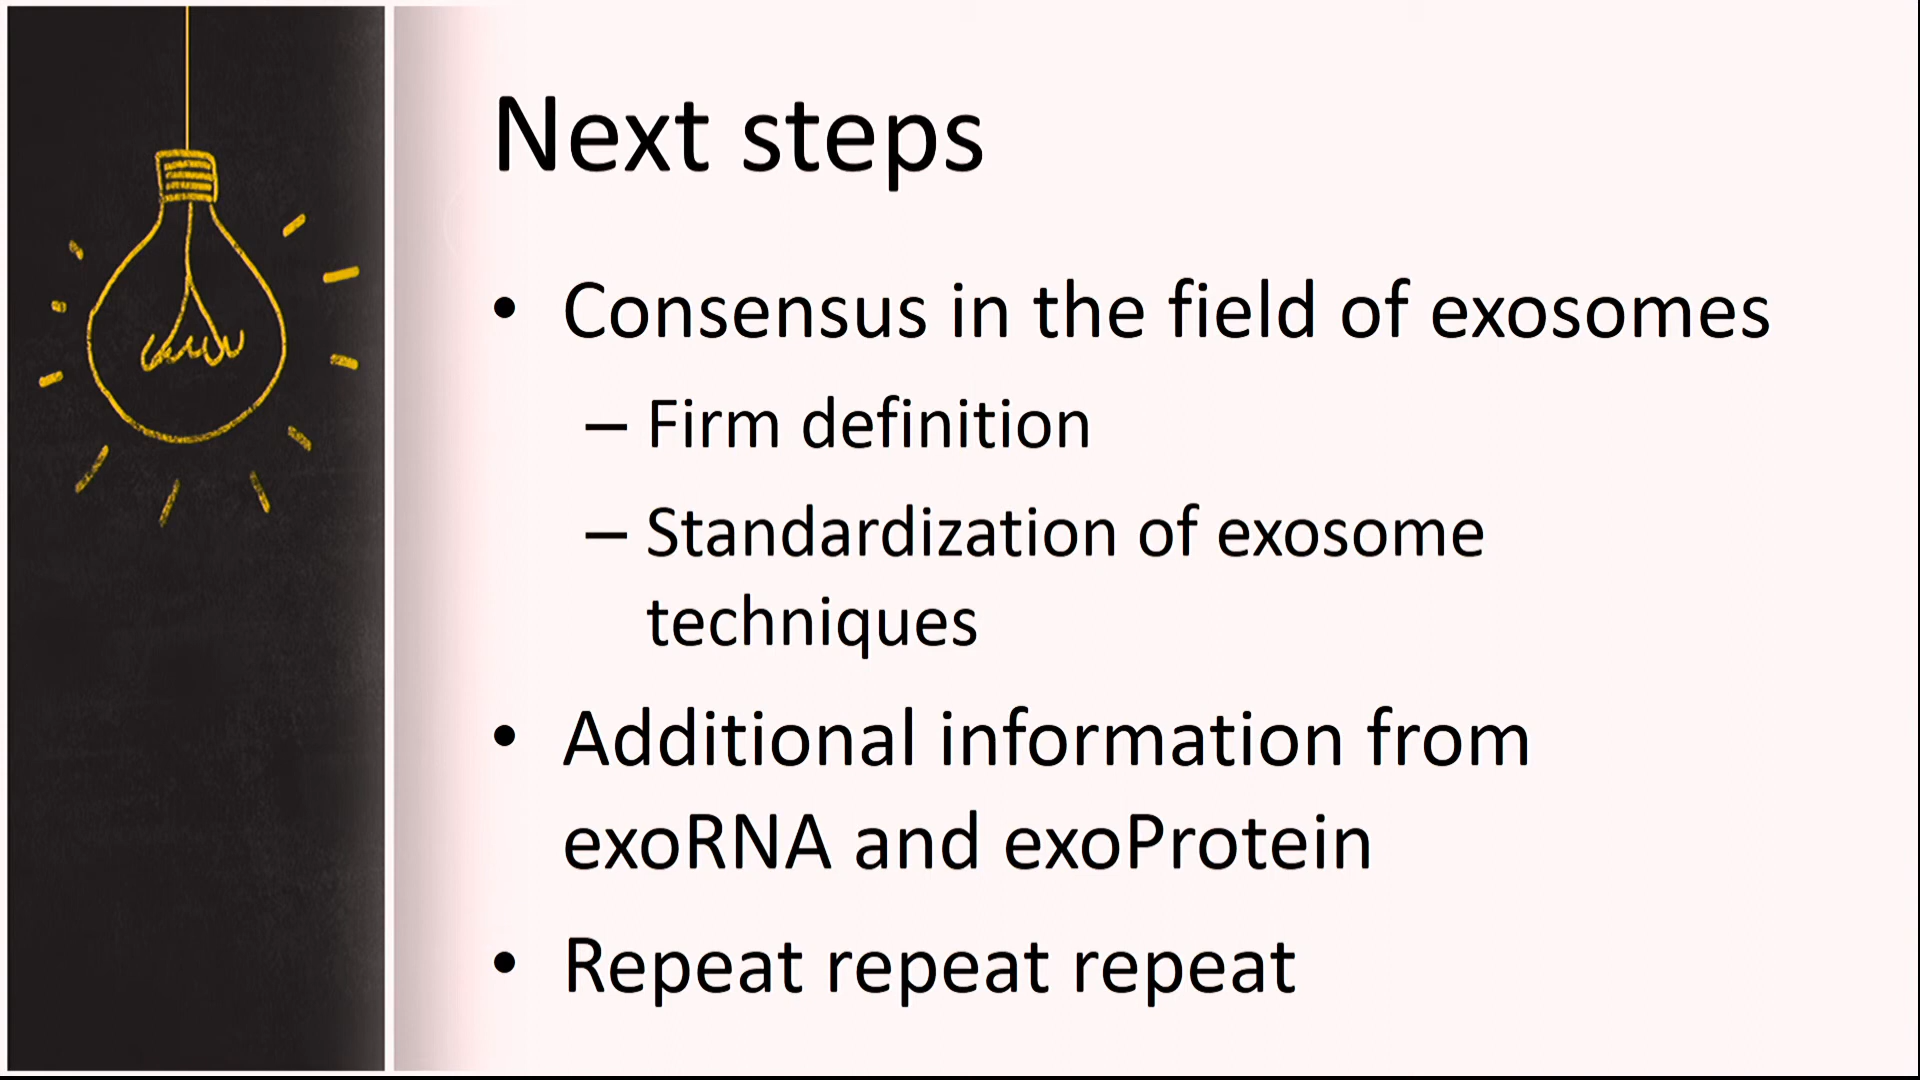 Next steps
• Consensus in the field of exosomes
– Firm definition
– Standardization of exosome
techniques
• Additional information from
exoRNA and exoProtein
• Repeat repeat repeat